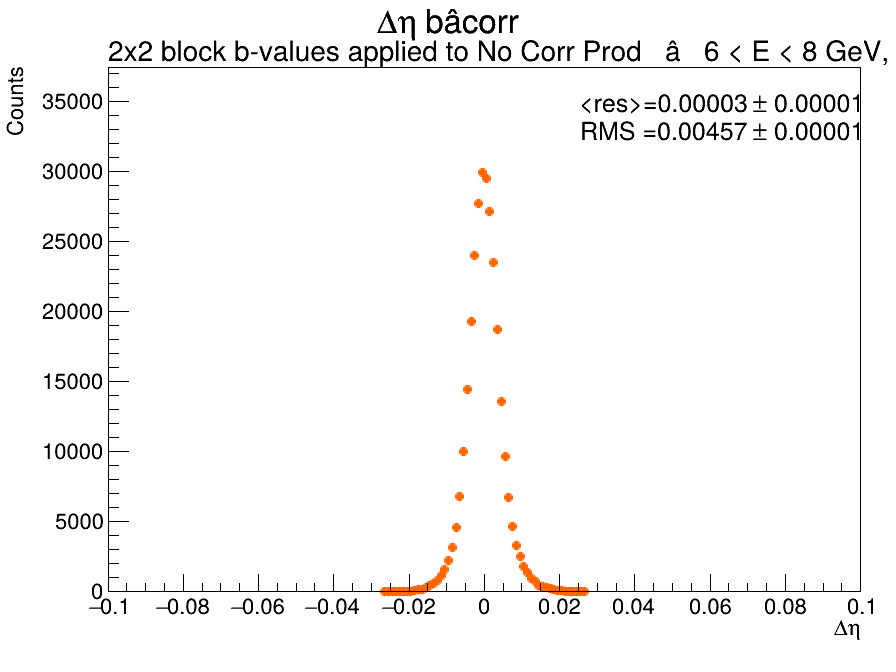 Δη bâcorr
2x2 block b-values applied to No Corr Prod â 6 < E < 8 GeV,
Counts
<res>=0.00003 ± 0.00001
RMS =0.00457 ± 0.00001
35000
30000
25000
20000
15000
10000
5000
0
−0.1 −0.08 −0.06 −0.04 −0.02 0 0.02 0.04 0.06 0.08 0.1
Δη